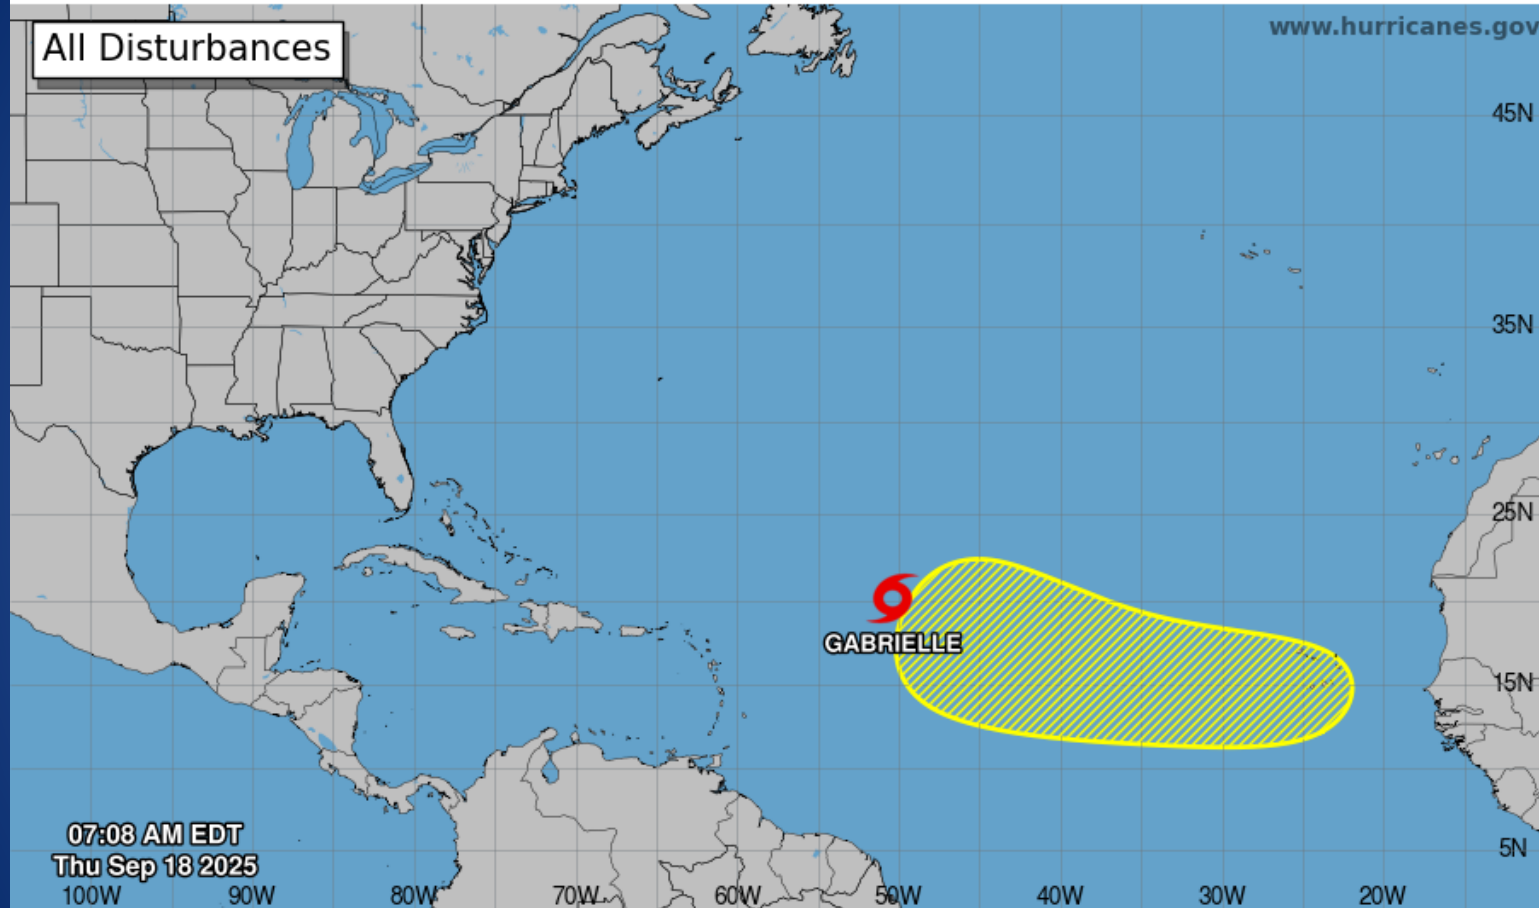 All Disturbances
www.hurricanes.gov
45N
35N
25N
15N
5N
GABRIELLE
07:08 AM EDT
Thu Sep 18 2025
100W 90W 80W 70W 60W 50W 40W 30W 20W